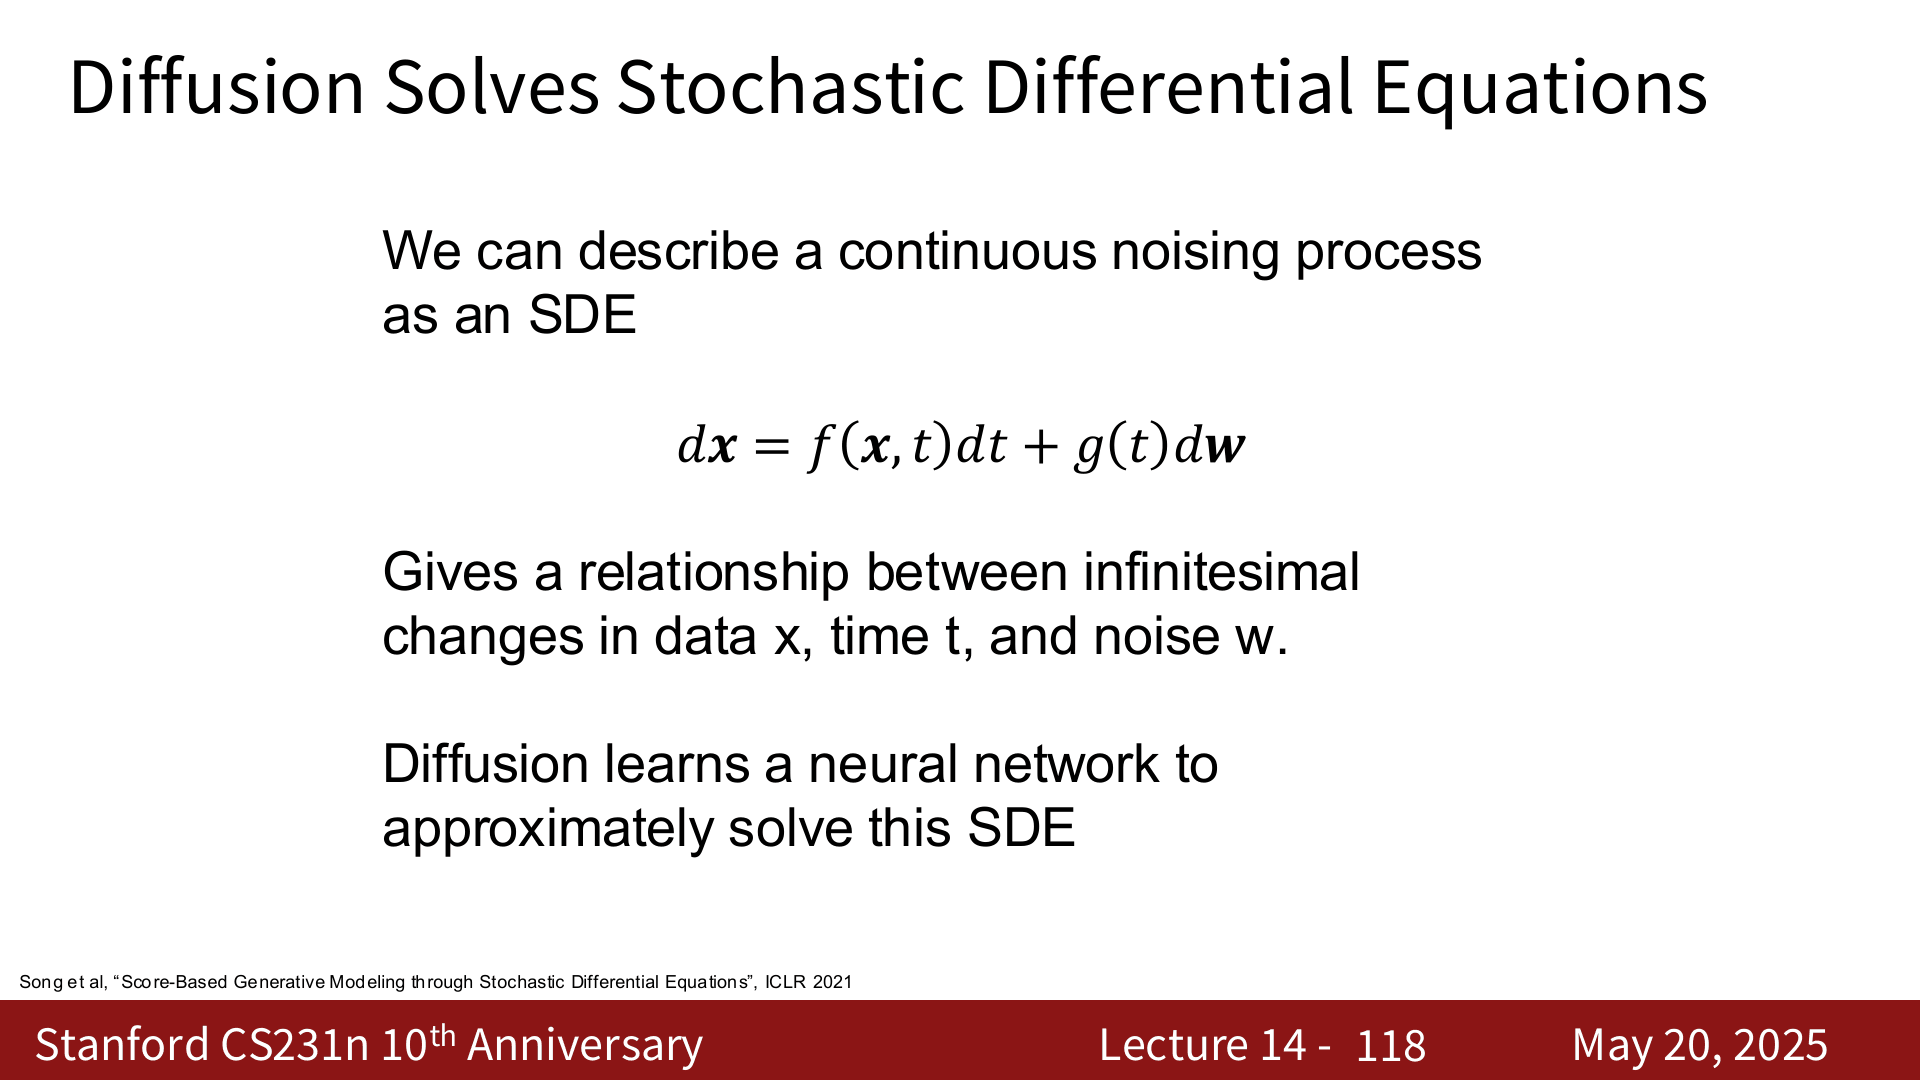 Diffusion Solves Stochastic Differential Equations
We can describe a continuous noising process
as an SDE
d𝒙 = f(𝒙, t)dt + g(t)d𝒘
Gives a relationship between infinitesimal
changes in data x, time t, and noise w.
Diffusion learns a neural network to
approximately solve this SDE
Song et al, “Score-Based Generative Modeling through Stochastic Differential Equations”, ICLR 2021
Stanford CS231n 10th Anniversary
Lecture 14 - 118
May 20, 2025